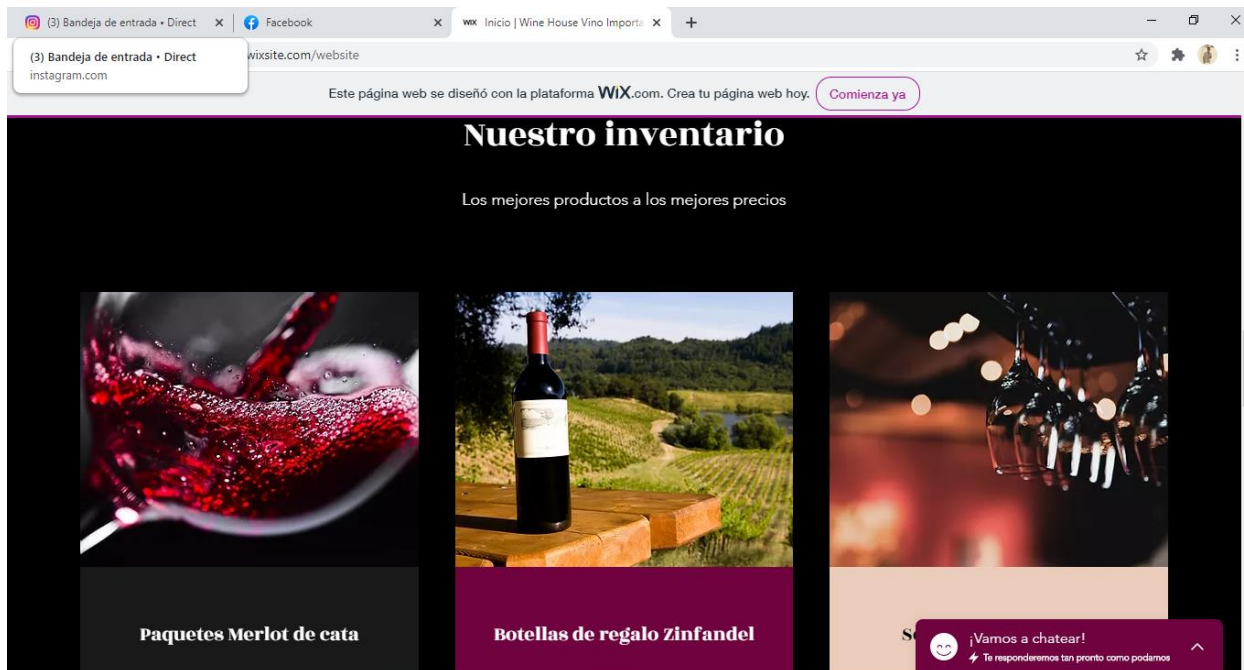 (3) Bandeja de entrada • Direct
Facebook
WIX Inicio | Wine House Vino Importa
(3) Bandeja de entrada • Direct
instagram.com
wixsite.com/website
Este página web se diseñó con la plataforma WiX.com. Crea tu página web hoy. Comienza ya
Nuestro inventario
Los mejores productos a los mejores precios
Paquetes Merlot de cata
Botellas de regalo Zinfandel
¡Vamos a chatear!
Te responderemos tan pronto como podamos